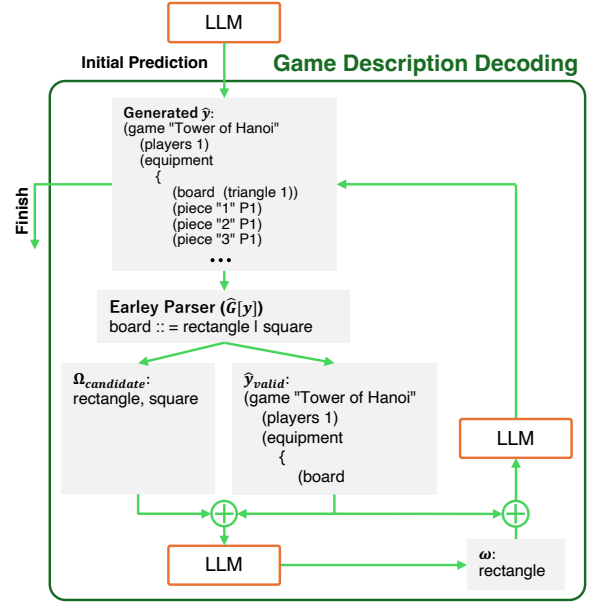 LLM
Initial Prediction
Game Description Decoding
Generated ŷ:
(game "Tower of Hanoi"
(players 1)
(equipment
{
(board (triangle 1))
(piece "1" P1)
(piece "2" P1)
(piece "3" P1)
•••
Finish
Earley Parser (Ĝ[y])
board :: = rectangle l square
Ω_candidate:
rectangle, square
ŷ_valid:
(game "Tower of Hanoi"
(players 1)
(equipment
{
(board
LLM
LLM
ω:
rectangle